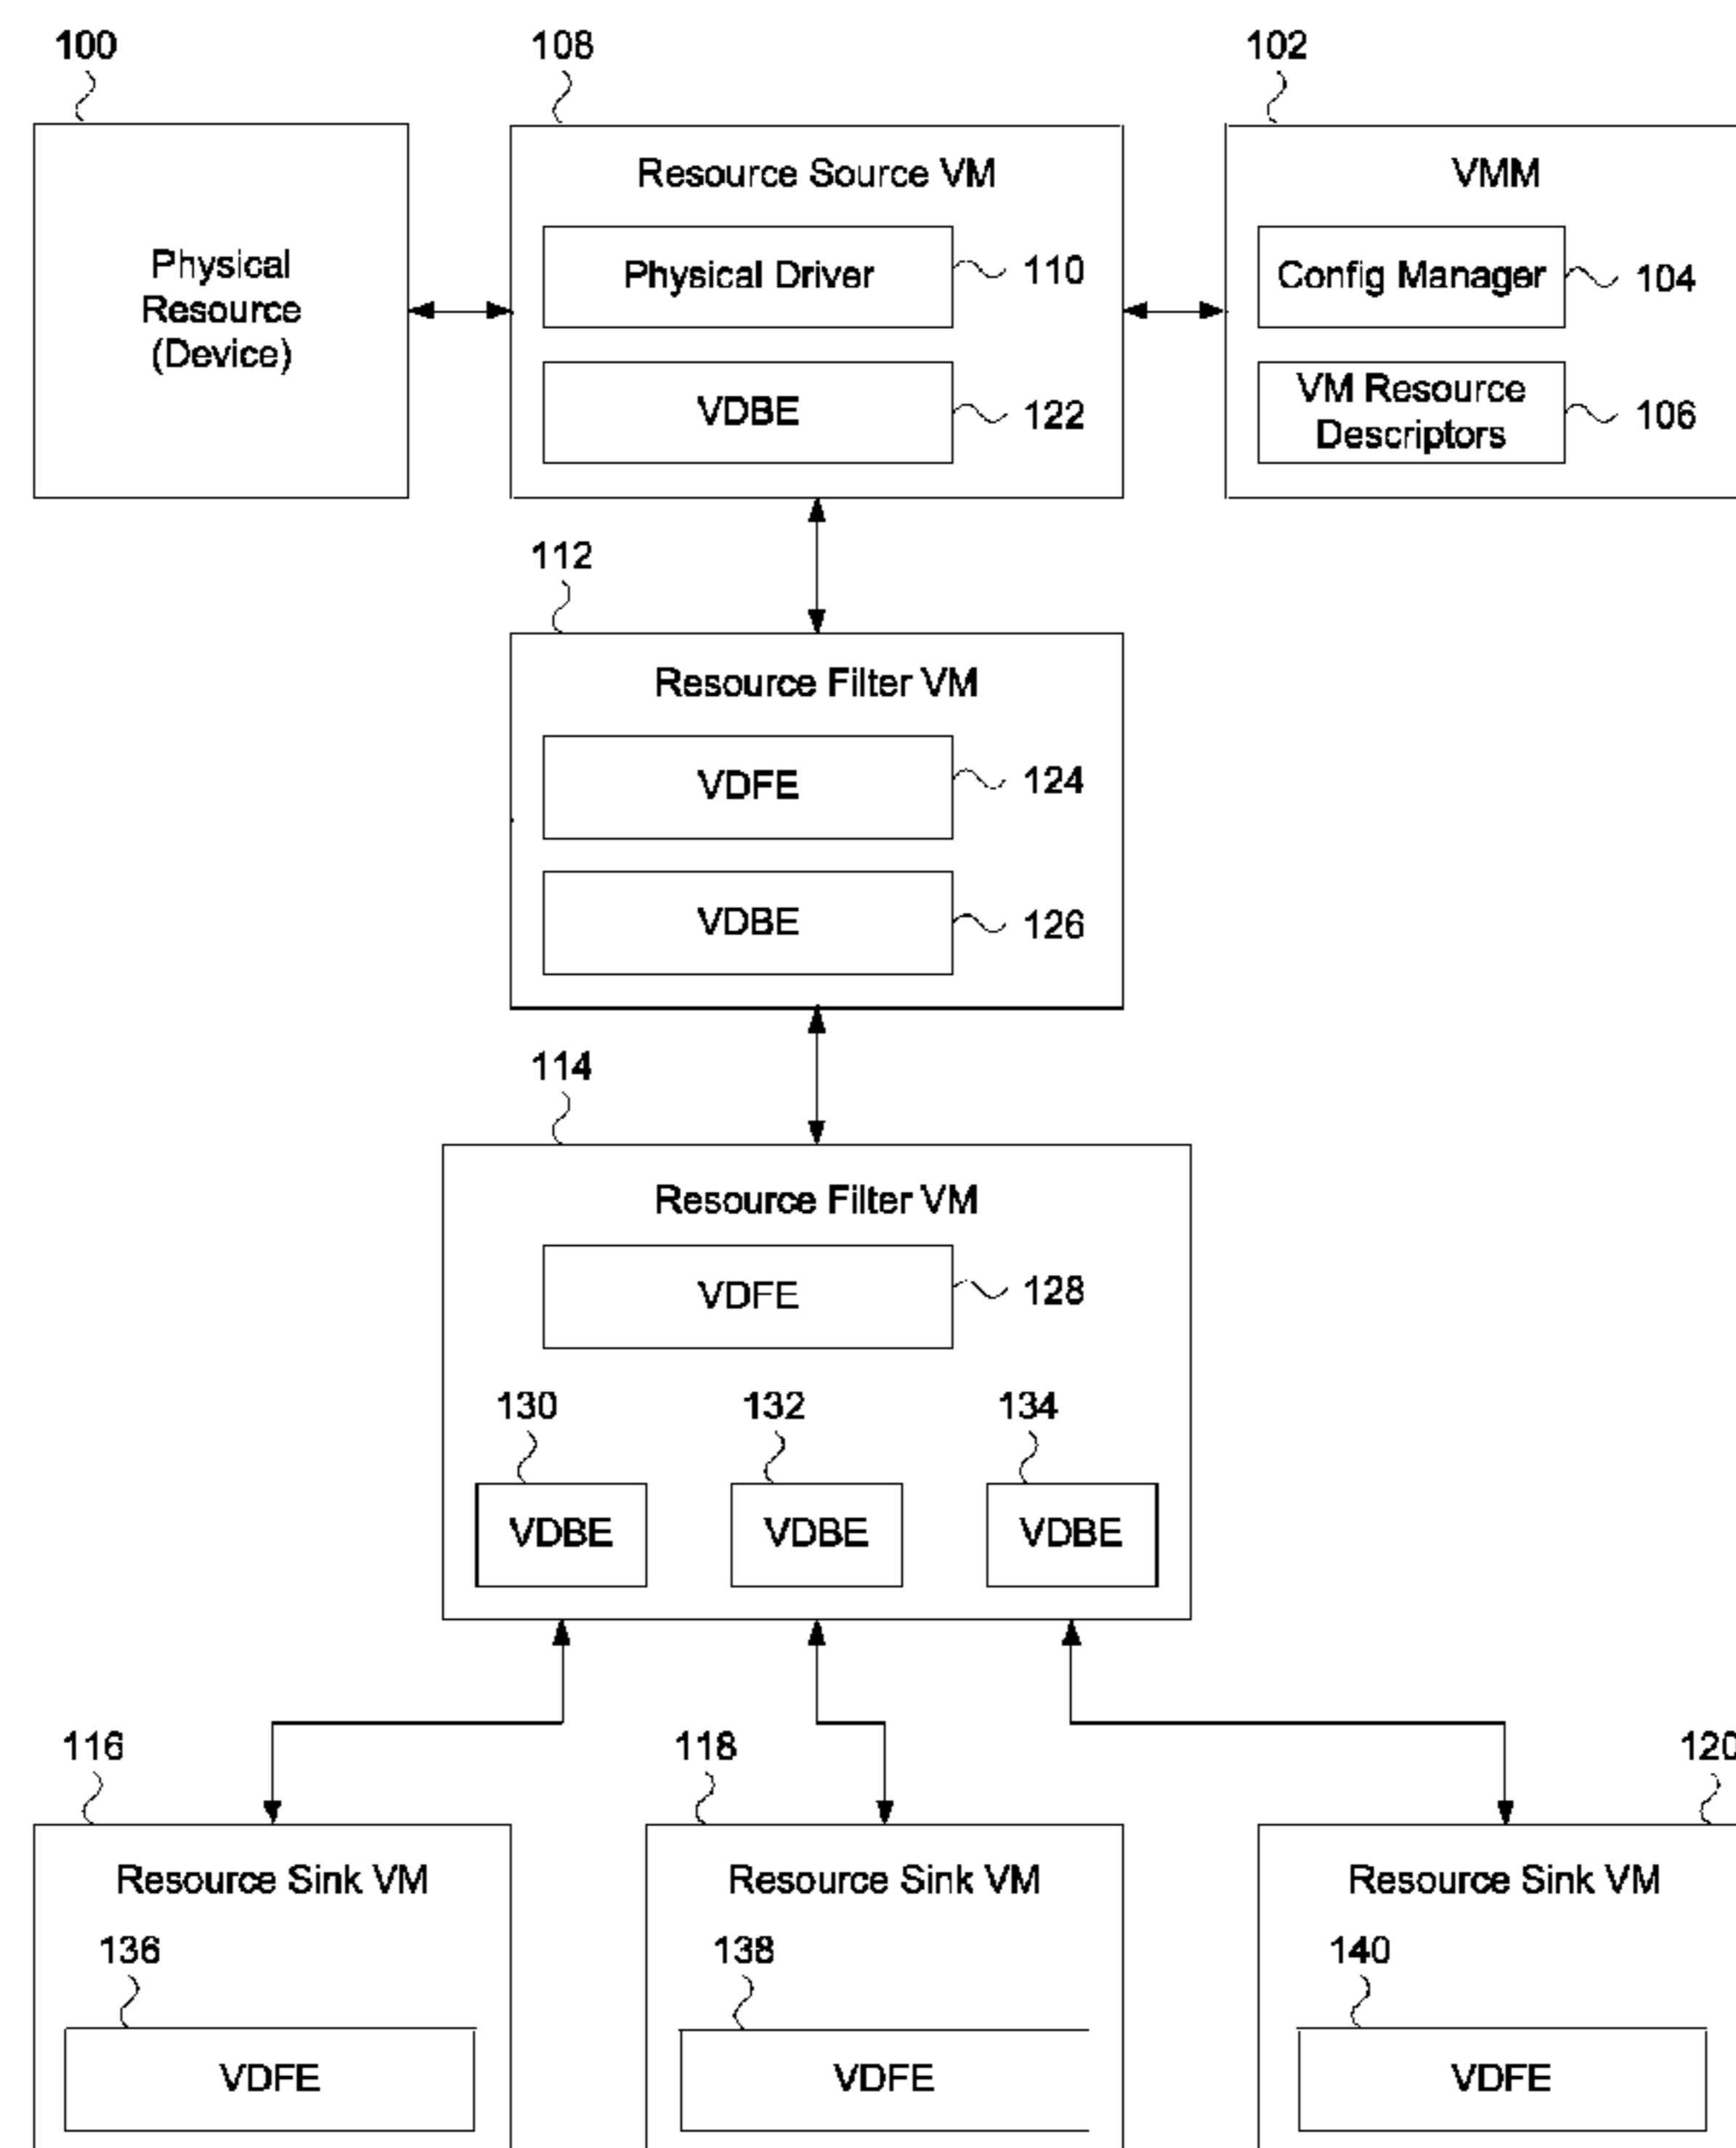 100
108
102
Physical
Resource
(Device)
Resource Source VM
Physical Driver
110
VDBE
122
VMM
Config Manager
104
VM Resource
Descriptors
106
112
Resource Filter VM
VDFE
124
VDBE
126
114
Resource Filter VM
VDFE
128
130
132
134
VDBE
VDBE
VDBE
116
118
120
Resource Sink VM
Resource Sink VM
Resource Sink VM
136
138
140
VDFE
VDFE
VDFE